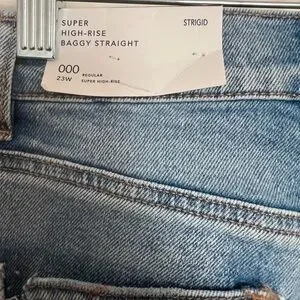 SUPER
HIGH-RISE
BAGGY STRAIGHT
STRIGID
000
23W
REGULAR
SUPER HIGH-RISE